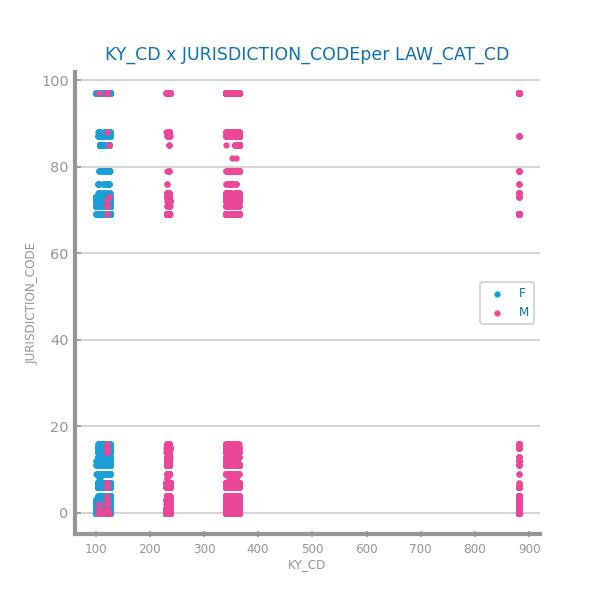 KY_CD x JURISDICTION_CODEper LAW_CAT_CD
100
80
60
40
20
0
JURISDICTION_CODE
F
M
100 200 300 400 500 600 700 800 900
KY_CD